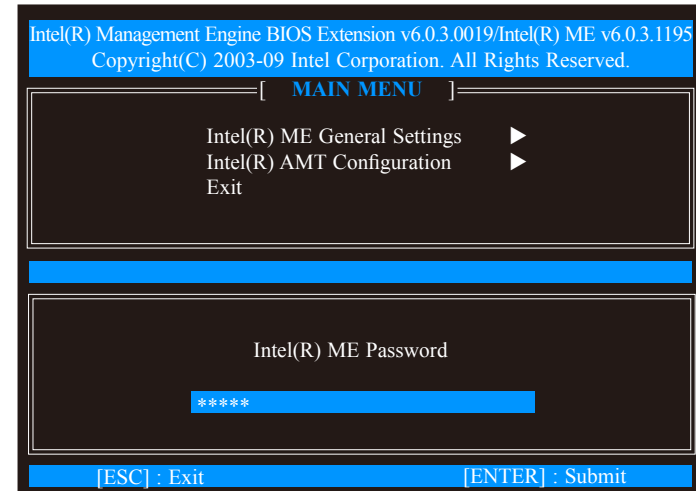 Intel(R) Management Engine BIOS Extension v6.0.3.0019/Intel(R) ME v6.0.3.1195
Copyright(C) 2003-09 Intel Corporation. All Rights Reserved.
[ MAIN MENU ]
Intel(R) ME General Settings ▶
Intel(R) AMT Configuration ▶
Exit
Intel(R) ME Password
*****
[ESC] : Exit [ENTER] : Submit